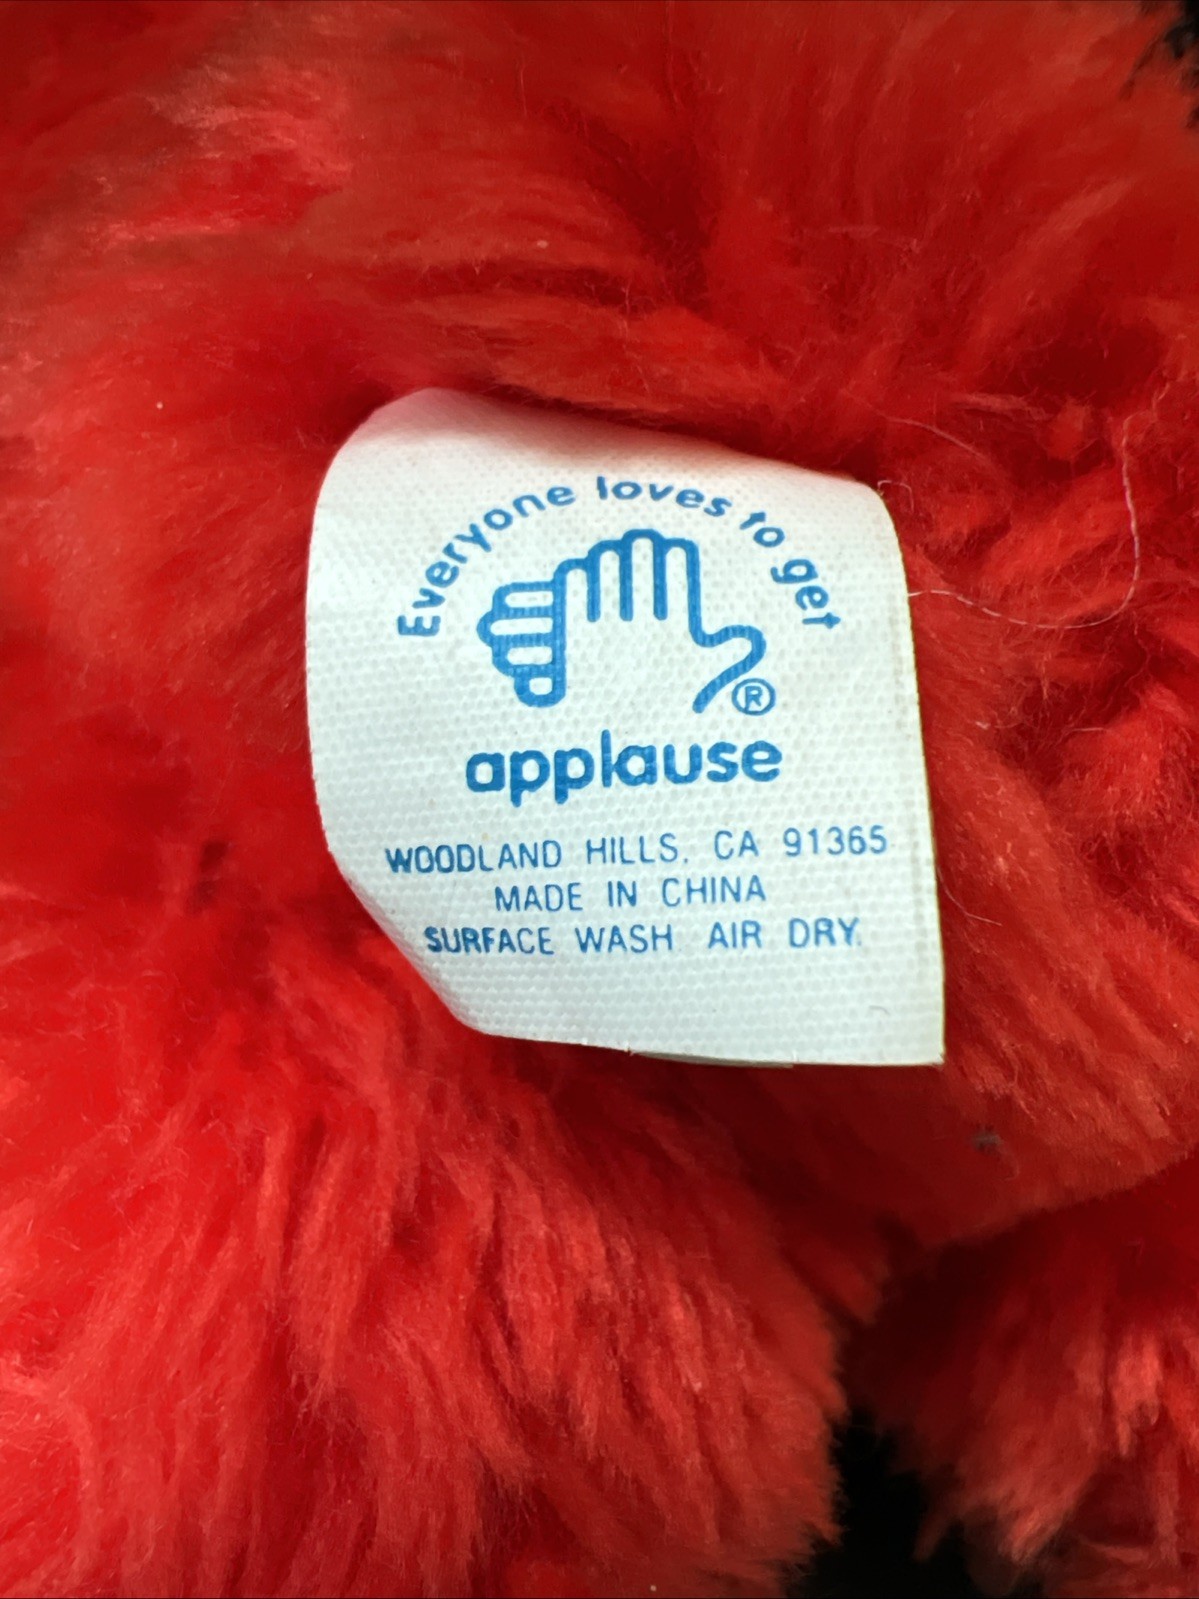 Everyone loves to get
®
applause
WOODLAND HILLS, CA 91365
MADE IN CHINA
SURFACE WASH AIR DRY.